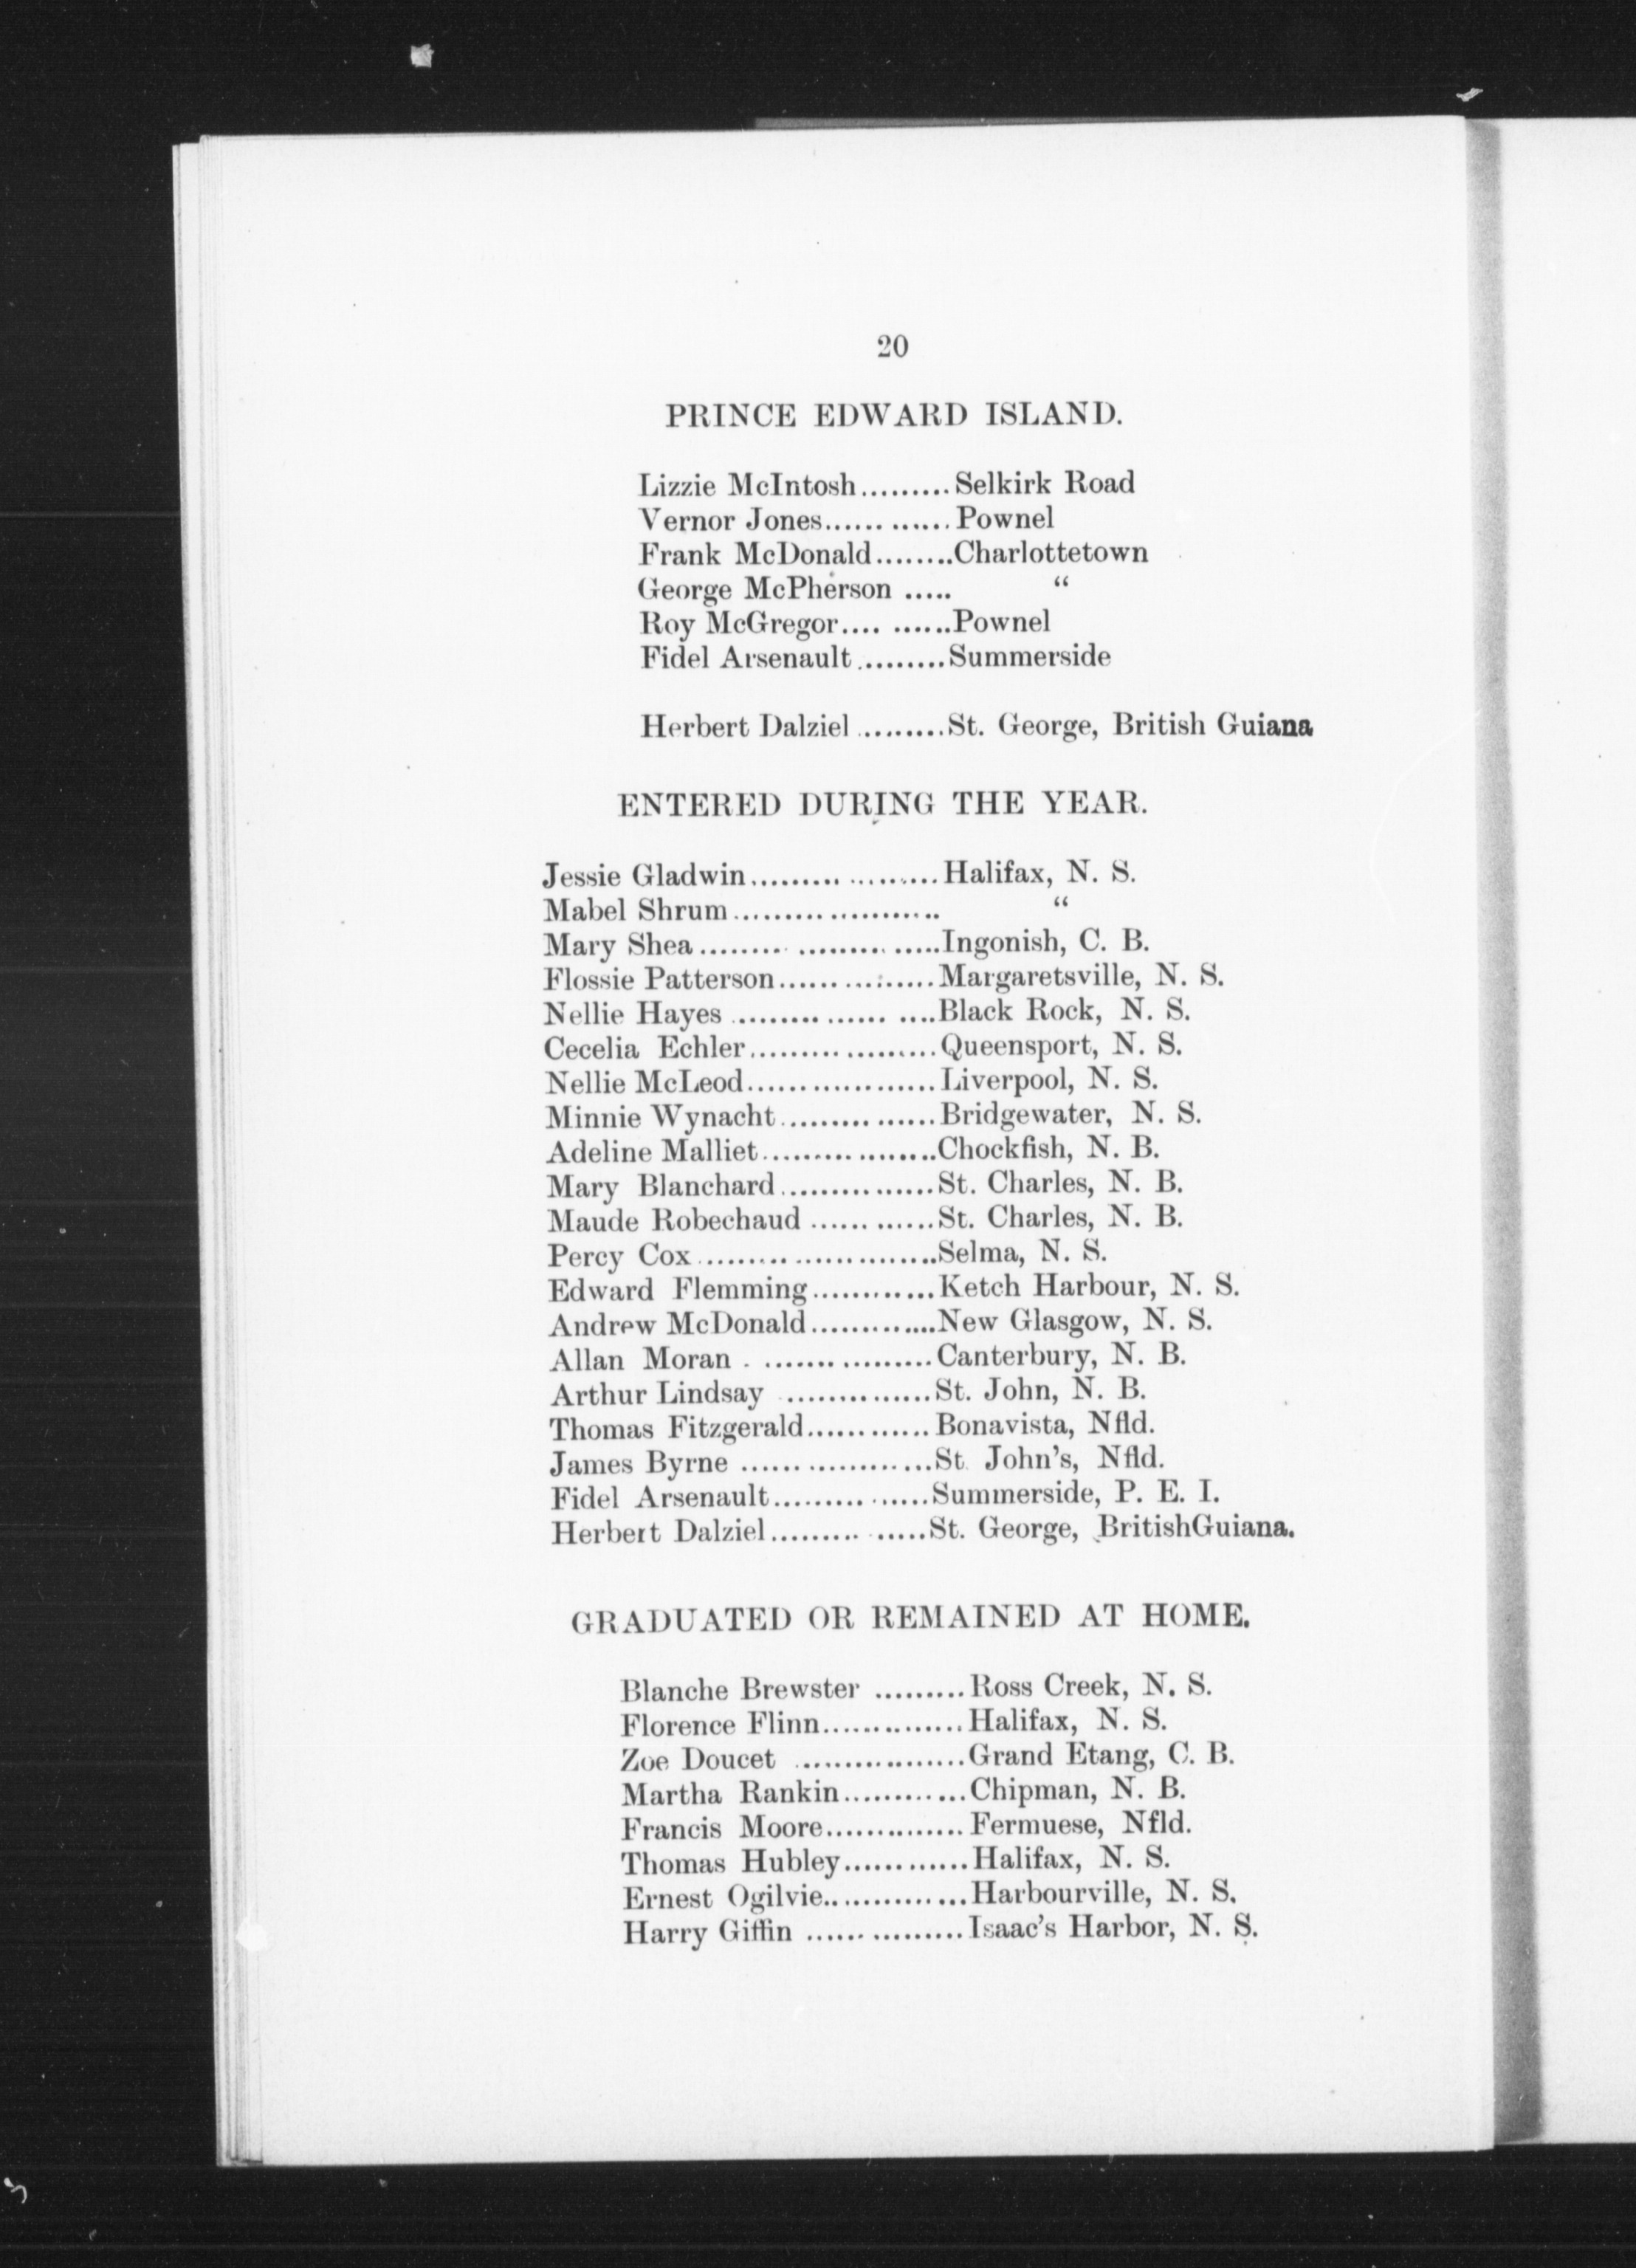 20
PRINCE EDWARD ISLAND.
Lizzie McIntosh.........Selkirk Road
Vernor Jones............Pownel
Frank McDonald........Charlottetown
George McPherson ..... “
Roy McGregor.... ......Pownel
Fidel Arsenault.........Summerside
Herbert Dalziel.........St. George, British Guiana
ENTERED DURING THE YEAR.
Jessie Gladwin...................Halifax, N. S.
Mabel Shrum.................... “
Mary Shea.......................Ingonish, C. B.
Flossie Patterson...............Margaretsville, N. S.
Nellie Hayes ...................Black Rock, N. S.
Cecelia Echler..................Queensport, N. S.
Nellie McLeod..................Liverpool, N. S.
Minnie Wynacht...............Bridgewater, N. S.
Adeline Malliet.................Chockfish, N. B.
Mary Blanchard...............St. Charles, N. B.
Maude Robechaud ............St. Charles, N. B.
Percy Cox.......................Selma, N. S.
Edward Flemming............Ketch Harbour, N. S.
Andrew McDonald............New Glasgow, N. S.
Allan Moran . ................Canterbury, N. B.
Arthur Lindsay ...............St. John, N. B.
Thomas Fitzgerald............Bonavista, Nfld.
James Byrne ...................St. John’s, Nfld.
Fidel Arsenault...............Summerside, P. E. I.
Herbert Dalziel...............St. George, BritishGuiana.
GRADUATED OR REMAINED AT HOME.
Blanche Brewster .........Ross Creek, N. S.
Florence Flinn..............Halifax, N. S.
Zoe Doucet .................Grand Etang, C. B.
Martha Rankin............Chipman, N. B.
Francis Moore..............Fermuese, Nfld.
Thomas Hubley............Halifax, N. S.
Ernest Ogilvie..............Harbourville, N. S.
Harry Giffin ...............Isaac’s Harbor, N. S.